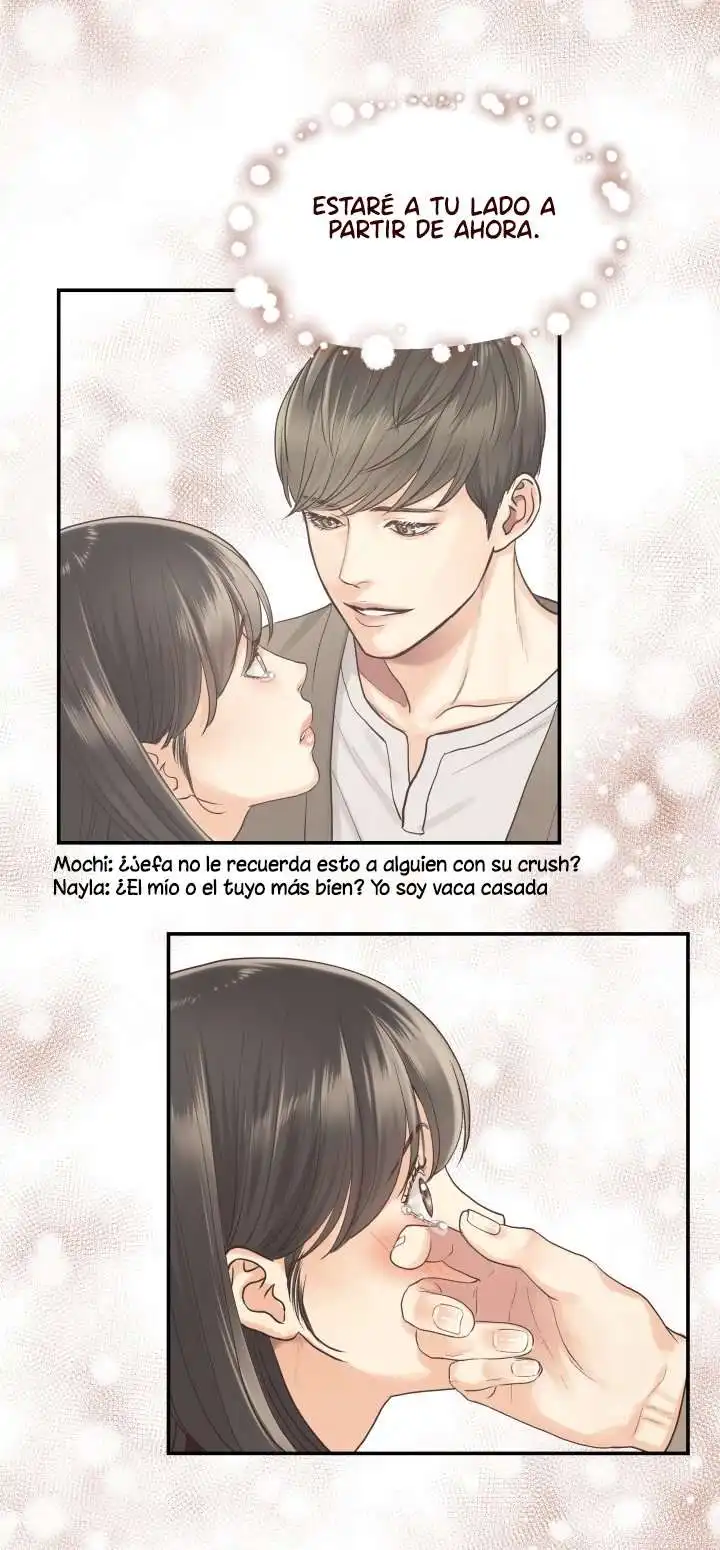 ESTARÉ A TU LADO A
PARTIR DE AHORA.
Mochi: ¿Jefa no le recuerda esto a alguien con su crush?
Nayla: ¿El mío o el tuyo más bien? Yo soy vaca casada